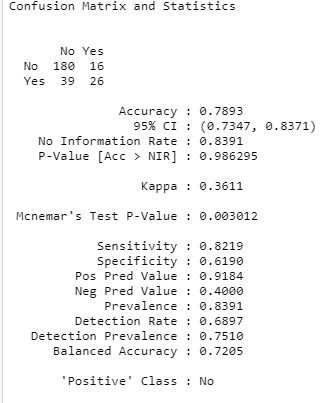 Confusion Matrix and Statistics
No Yes
No 180 16
Yes 39 26
Accuracy : 0.7893
95% CI : (0.7347, 0.8371)
No Information Rate : 0.8391
P-Value [Acc > NIR] : 0.986295
Kappa : 0.3611
Mcnemar's Test P-Value : 0.003012
Sensitivity : 0.8219
Specificity : 0.6190
Pos Pred Value : 0.9184
Neg Pred Value : 0.4000
Prevalence : 0.8391
Detection Rate : 0.6897
Detection Prevalence : 0.7510
Balanced Accuracy : 0.7205
'Positive' Class : No